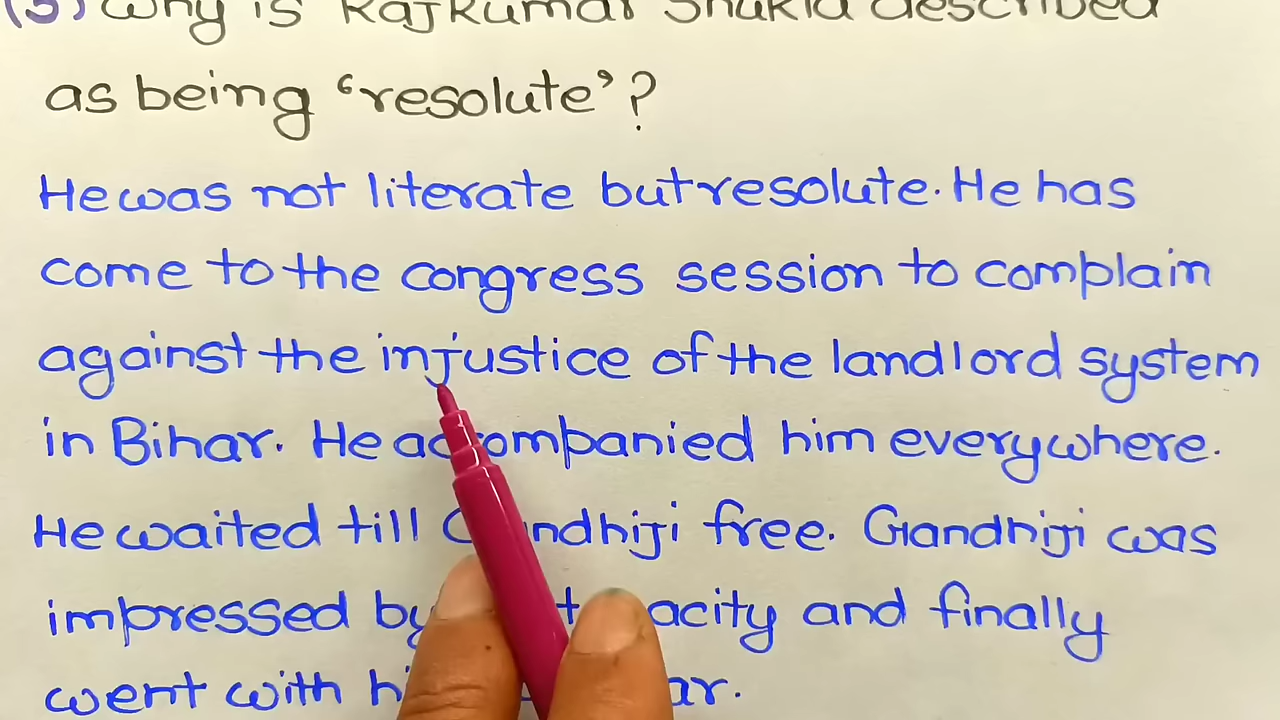 (3) Why is Rajkumar Shukla described
as being ‘resolute’?
He was not literate but resolute. He has
come to the congress session to complain
against the injustice of the landlord system
in Bihar. He accompanied him everywhere.
He waited till Gandhiji free. Gandhiji was
impressed by and finally
went with